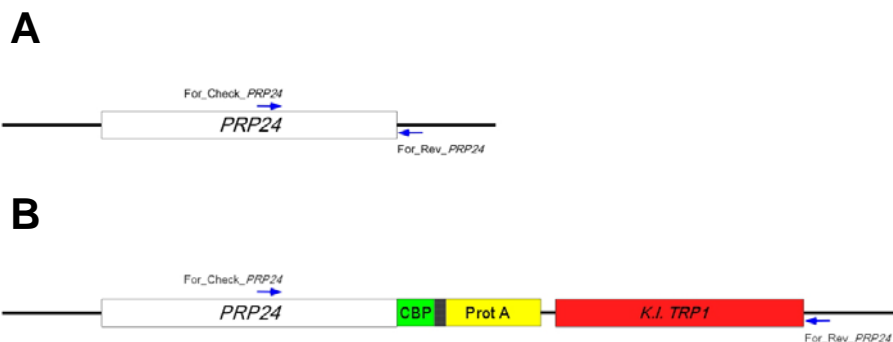 A
For_Check_PRP24
PRP24
For_Rev_PRP24
B
For_Check_PRP24
PRP24
CBP
Prot A
K.l. TRP1
For_Rev_PRP24